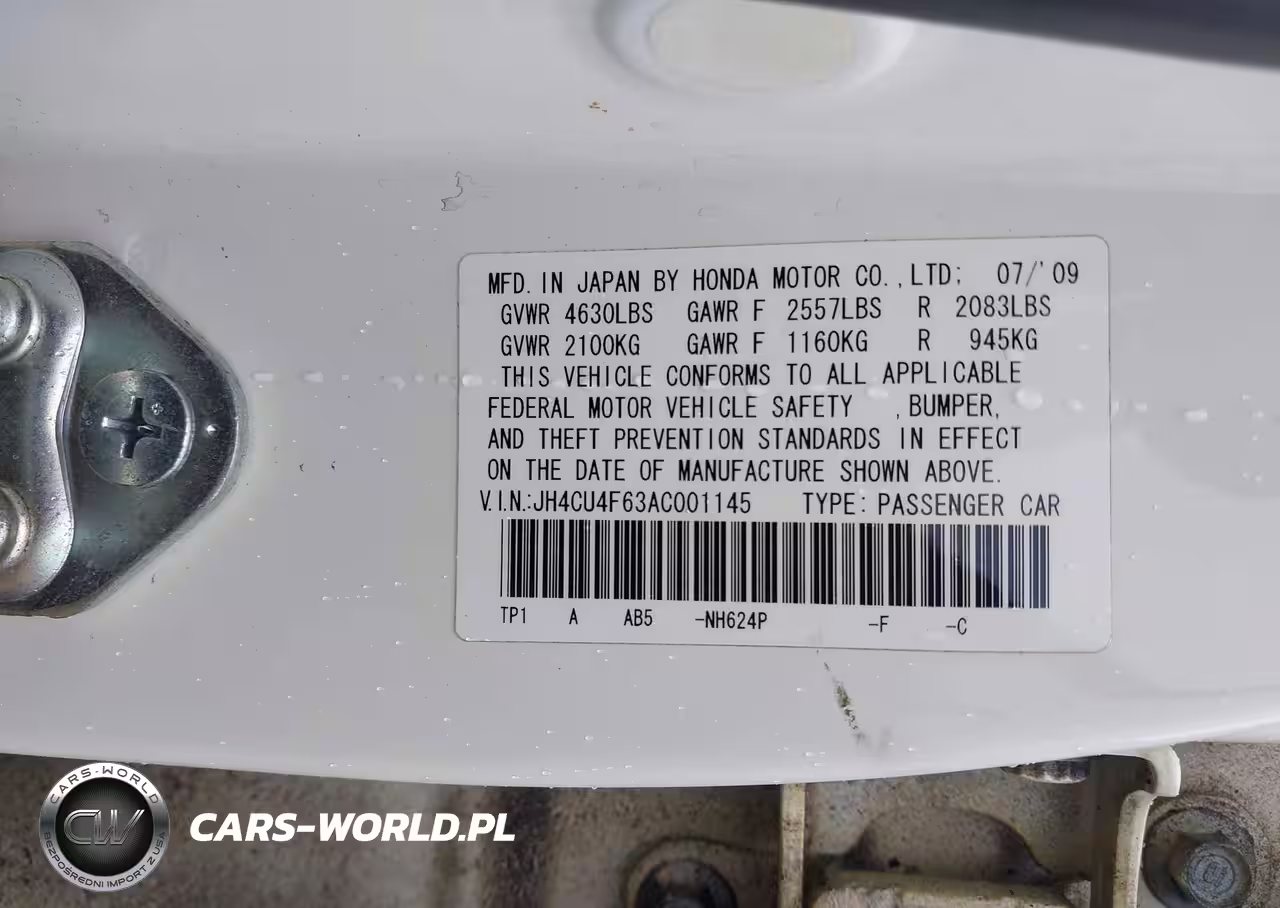 MFD. IN JAPAN BY HONDA MOTOR CO., LTD; 07/'09
GVWR 4630LBS GAWR F 2557LBS R 2083LBS
GVWR 2100KG GAWR F 1160KG R 945KG
THIS VEHICLE CONFORMS TO ALL APPLICABLE
FEDERAL MOTOR VEHICLE SAFETY , BUMPER,
AND THEFT PREVENTION STANDARDS IN EFFECT
ON THE DATE OF MANUFACTURE SHOWN ABOVE.
V.I.N.:JH4CU4F63AC001145 TYPE: PASSENGER CAR
TP1 A AB5 -NH624P -F -C
CARS-WORLD
CW
BEZPOŚREDNI IMPORT Z USA
CARS-WORLD.PL